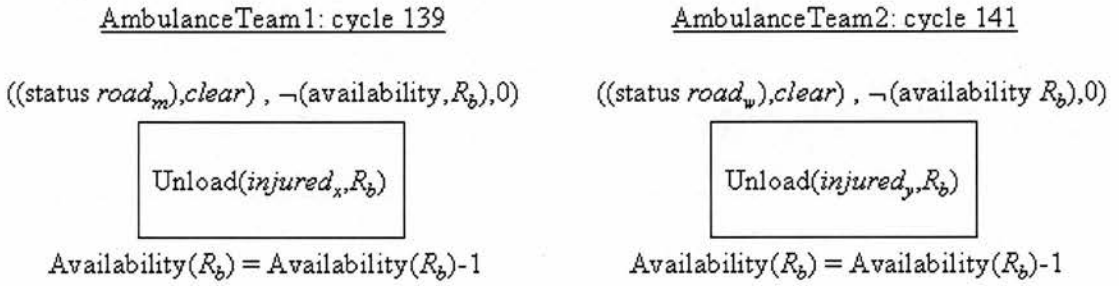 AmbulanceTeam1: cycle 139
((status road_m),clear) , ¬(availability,R_b),0)
Unload(injured_x,R_b)
Availability(R_b) = Availability(R_b)-1
AmbulanceTeam2: cycle 141
((status road_w),clear) , ¬(availability R_b),0)
Unload(injured_y,R_b)
Availability(R_b) = Availability(R_b)-1